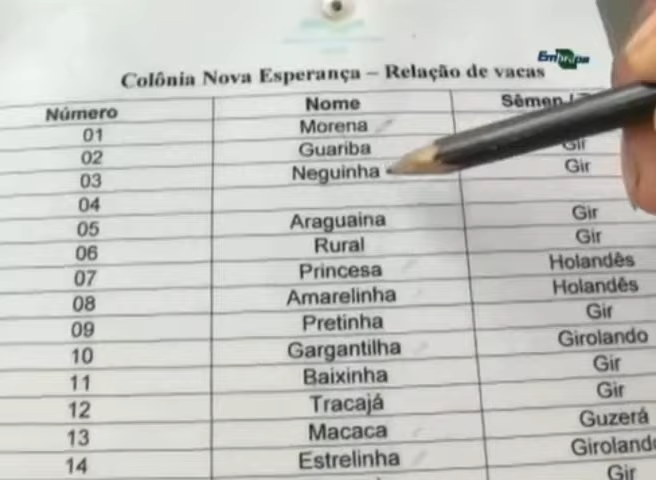 Embrapa
Colônia Nova Esperança – Relação de vacas
Número Nome Sêmen
01 Morena
02 Guariba Gir
03 Neguinha Gir
04
05 Araguaina Gir
06 Rural Gir
07 Princesa Holandês
08 Amarelinha Holandês
09 Pretinha Gir
10 Gargantilha Girolando
11 Baixinha Gir
12 Tracajá Gir
13 Macaca Guzerá
14 Estrelinha Giroland
Gir